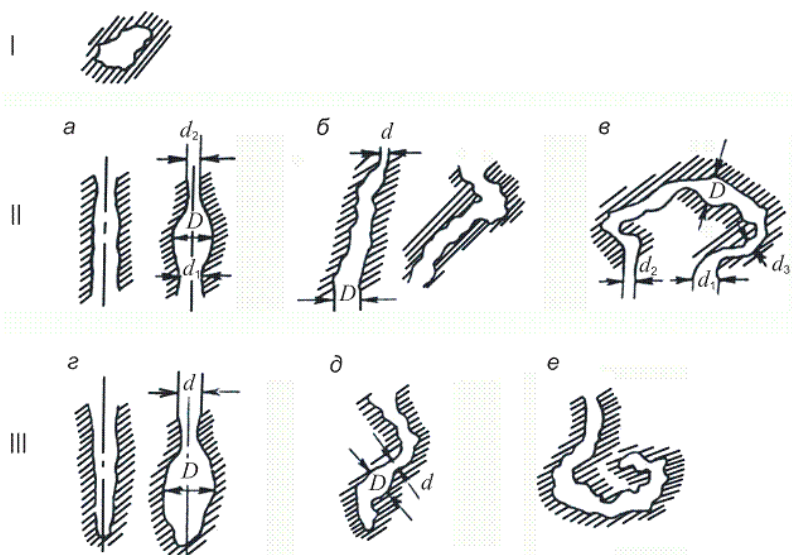 I
а б в
d₂ d
II D D
d₁ d₂ d₁ d₃
D
г д е
d
III D D d